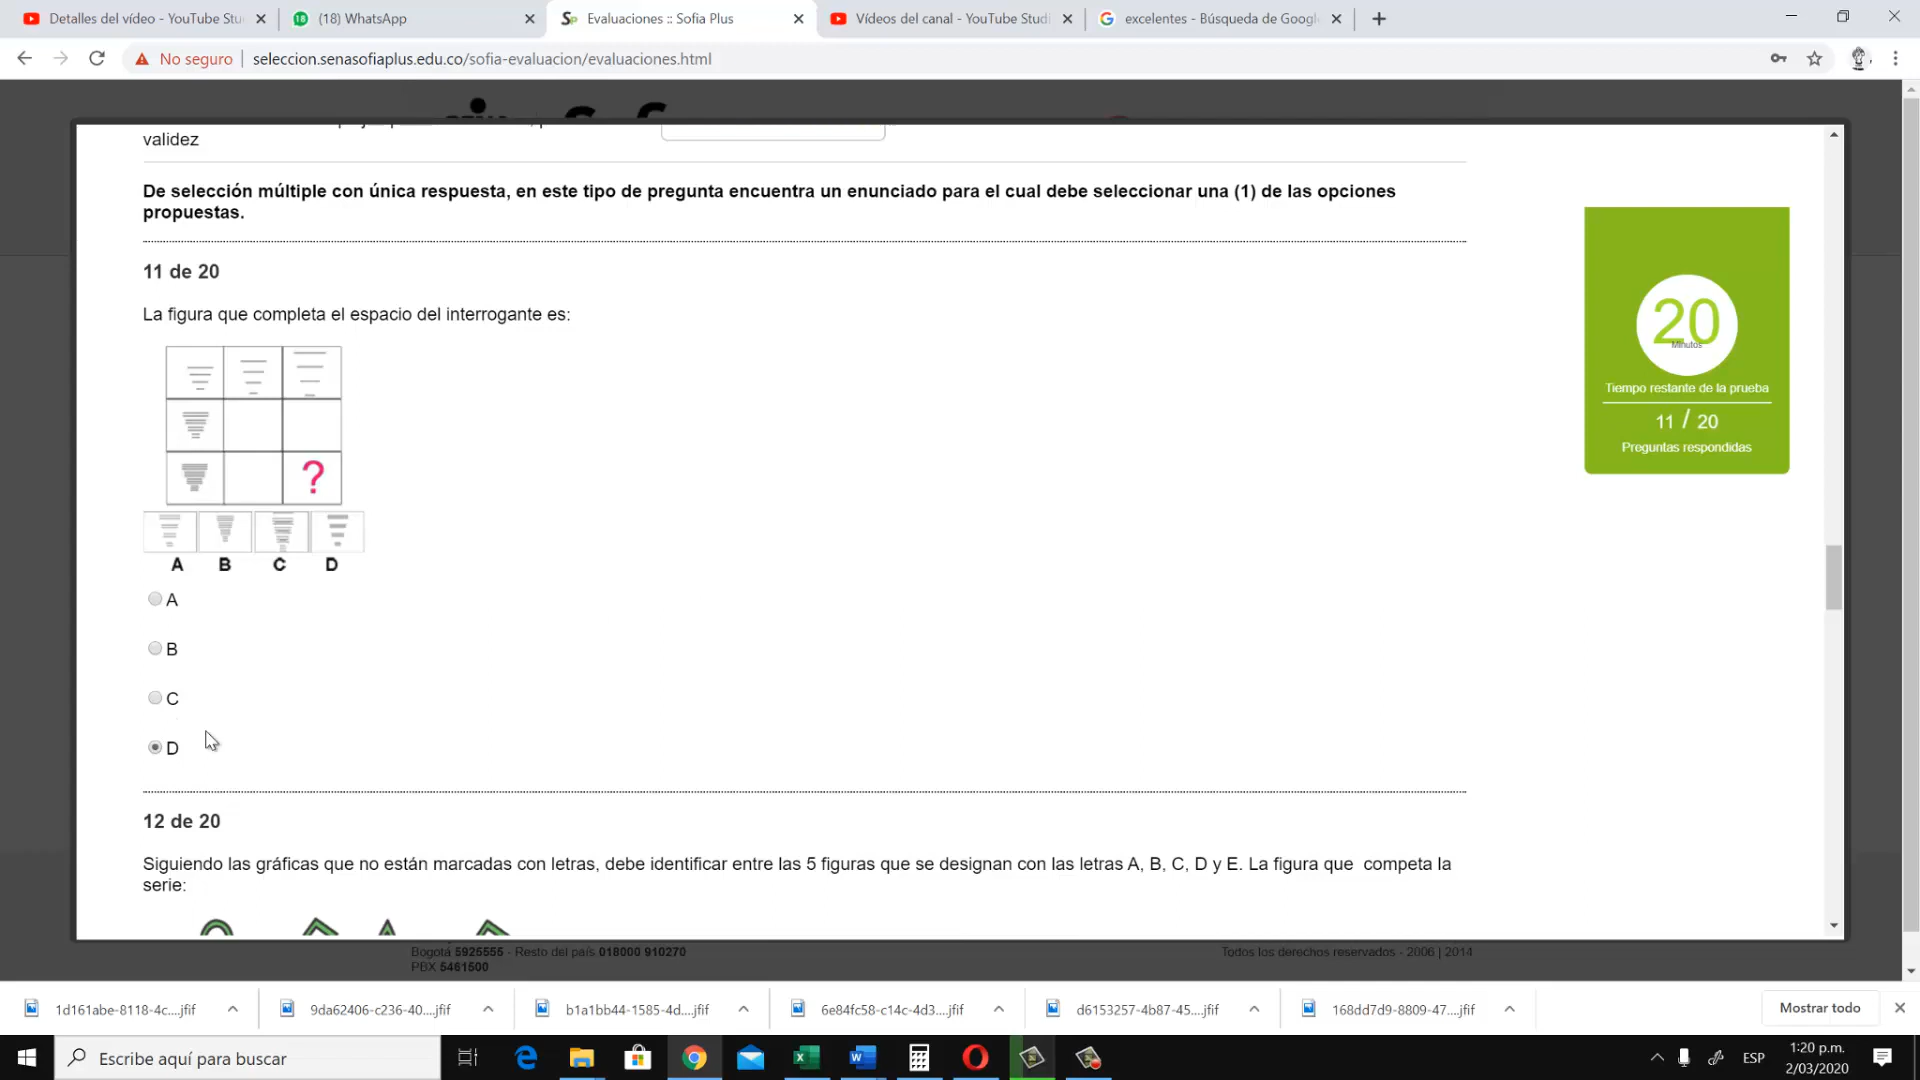 Detalles del vídeo - YouTube Stu
(18) WhatsApp
Evaluaciones :: Sofia Plus
Vídeos del canal - YouTube Studi
excelentes - Búsqueda de Googl
No seguro
seleccion.senasofiaplus.edu.co/sofia-evaluacion/evaluaciones.html
validez
De selección múltiple con única respuesta, en este tipo de pregunta encuentra un enunciado para el cual debe seleccionar una (1) de las opciones
propuestas.
11 de 20
La figura que completa el espacio del interrogante es:
?
A B C D
A
B
C
D
20
Minutos
Tiempo restante de la prueba
11 / 20
Preguntas respondidas
12 de 20
Siguiendo las gráficas que no están marcadas con letras, debe identificar entre las 5 figuras que se designan con las letras A, B, C, D y E. La figura que competa la
serie:
Bogotá 5925555 - Resto del país 018000 910270
PBX 5461500
Todos los derechos reservados - 2006 | 2014
1d161abe-8118-4c....jfif
9da62406-c236-40....jfif
b1a1bb44-1585-4d....jfif
6e84fc58-c14c-4d3....jfif
d6153257-4b87-45....jfif
168dd7d9-8809-47....jfif
Mostrar todo
Escribe aquí para buscar
ESP
1:20 p.m.
2/03/2020